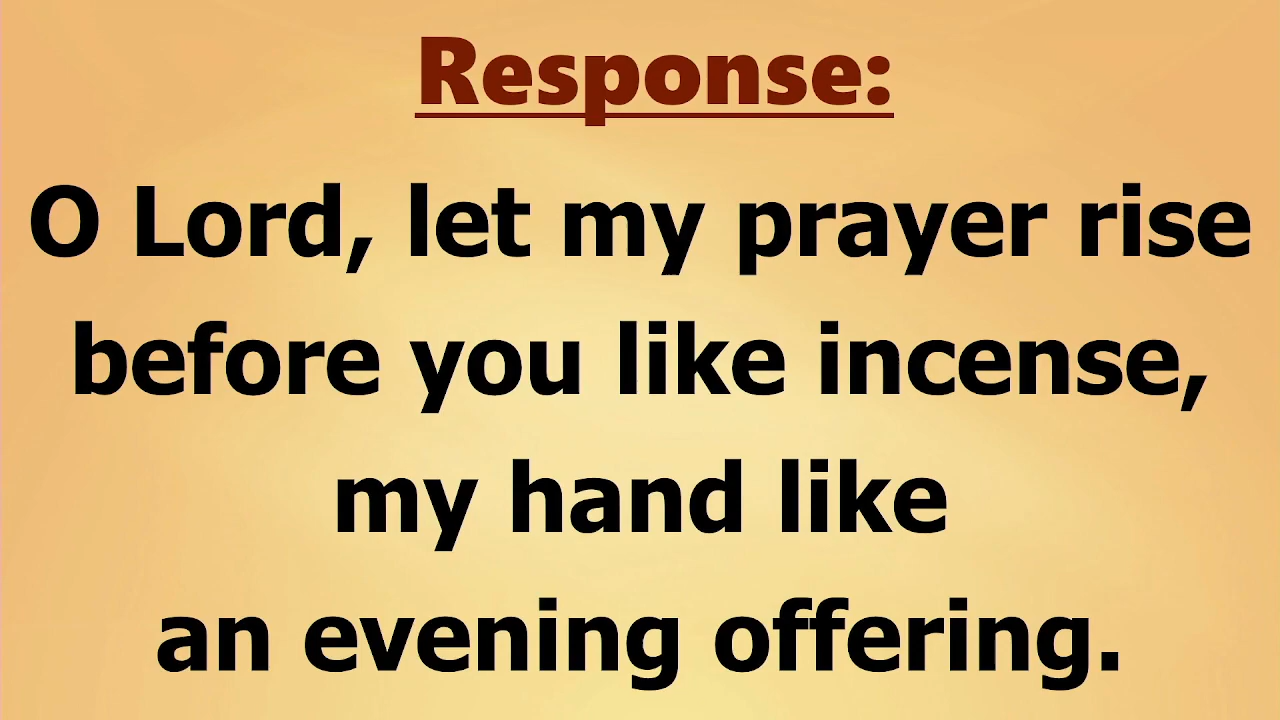 Response:
O Lord, let my prayer rise
before you like incense,
my hand like
an evening offering.